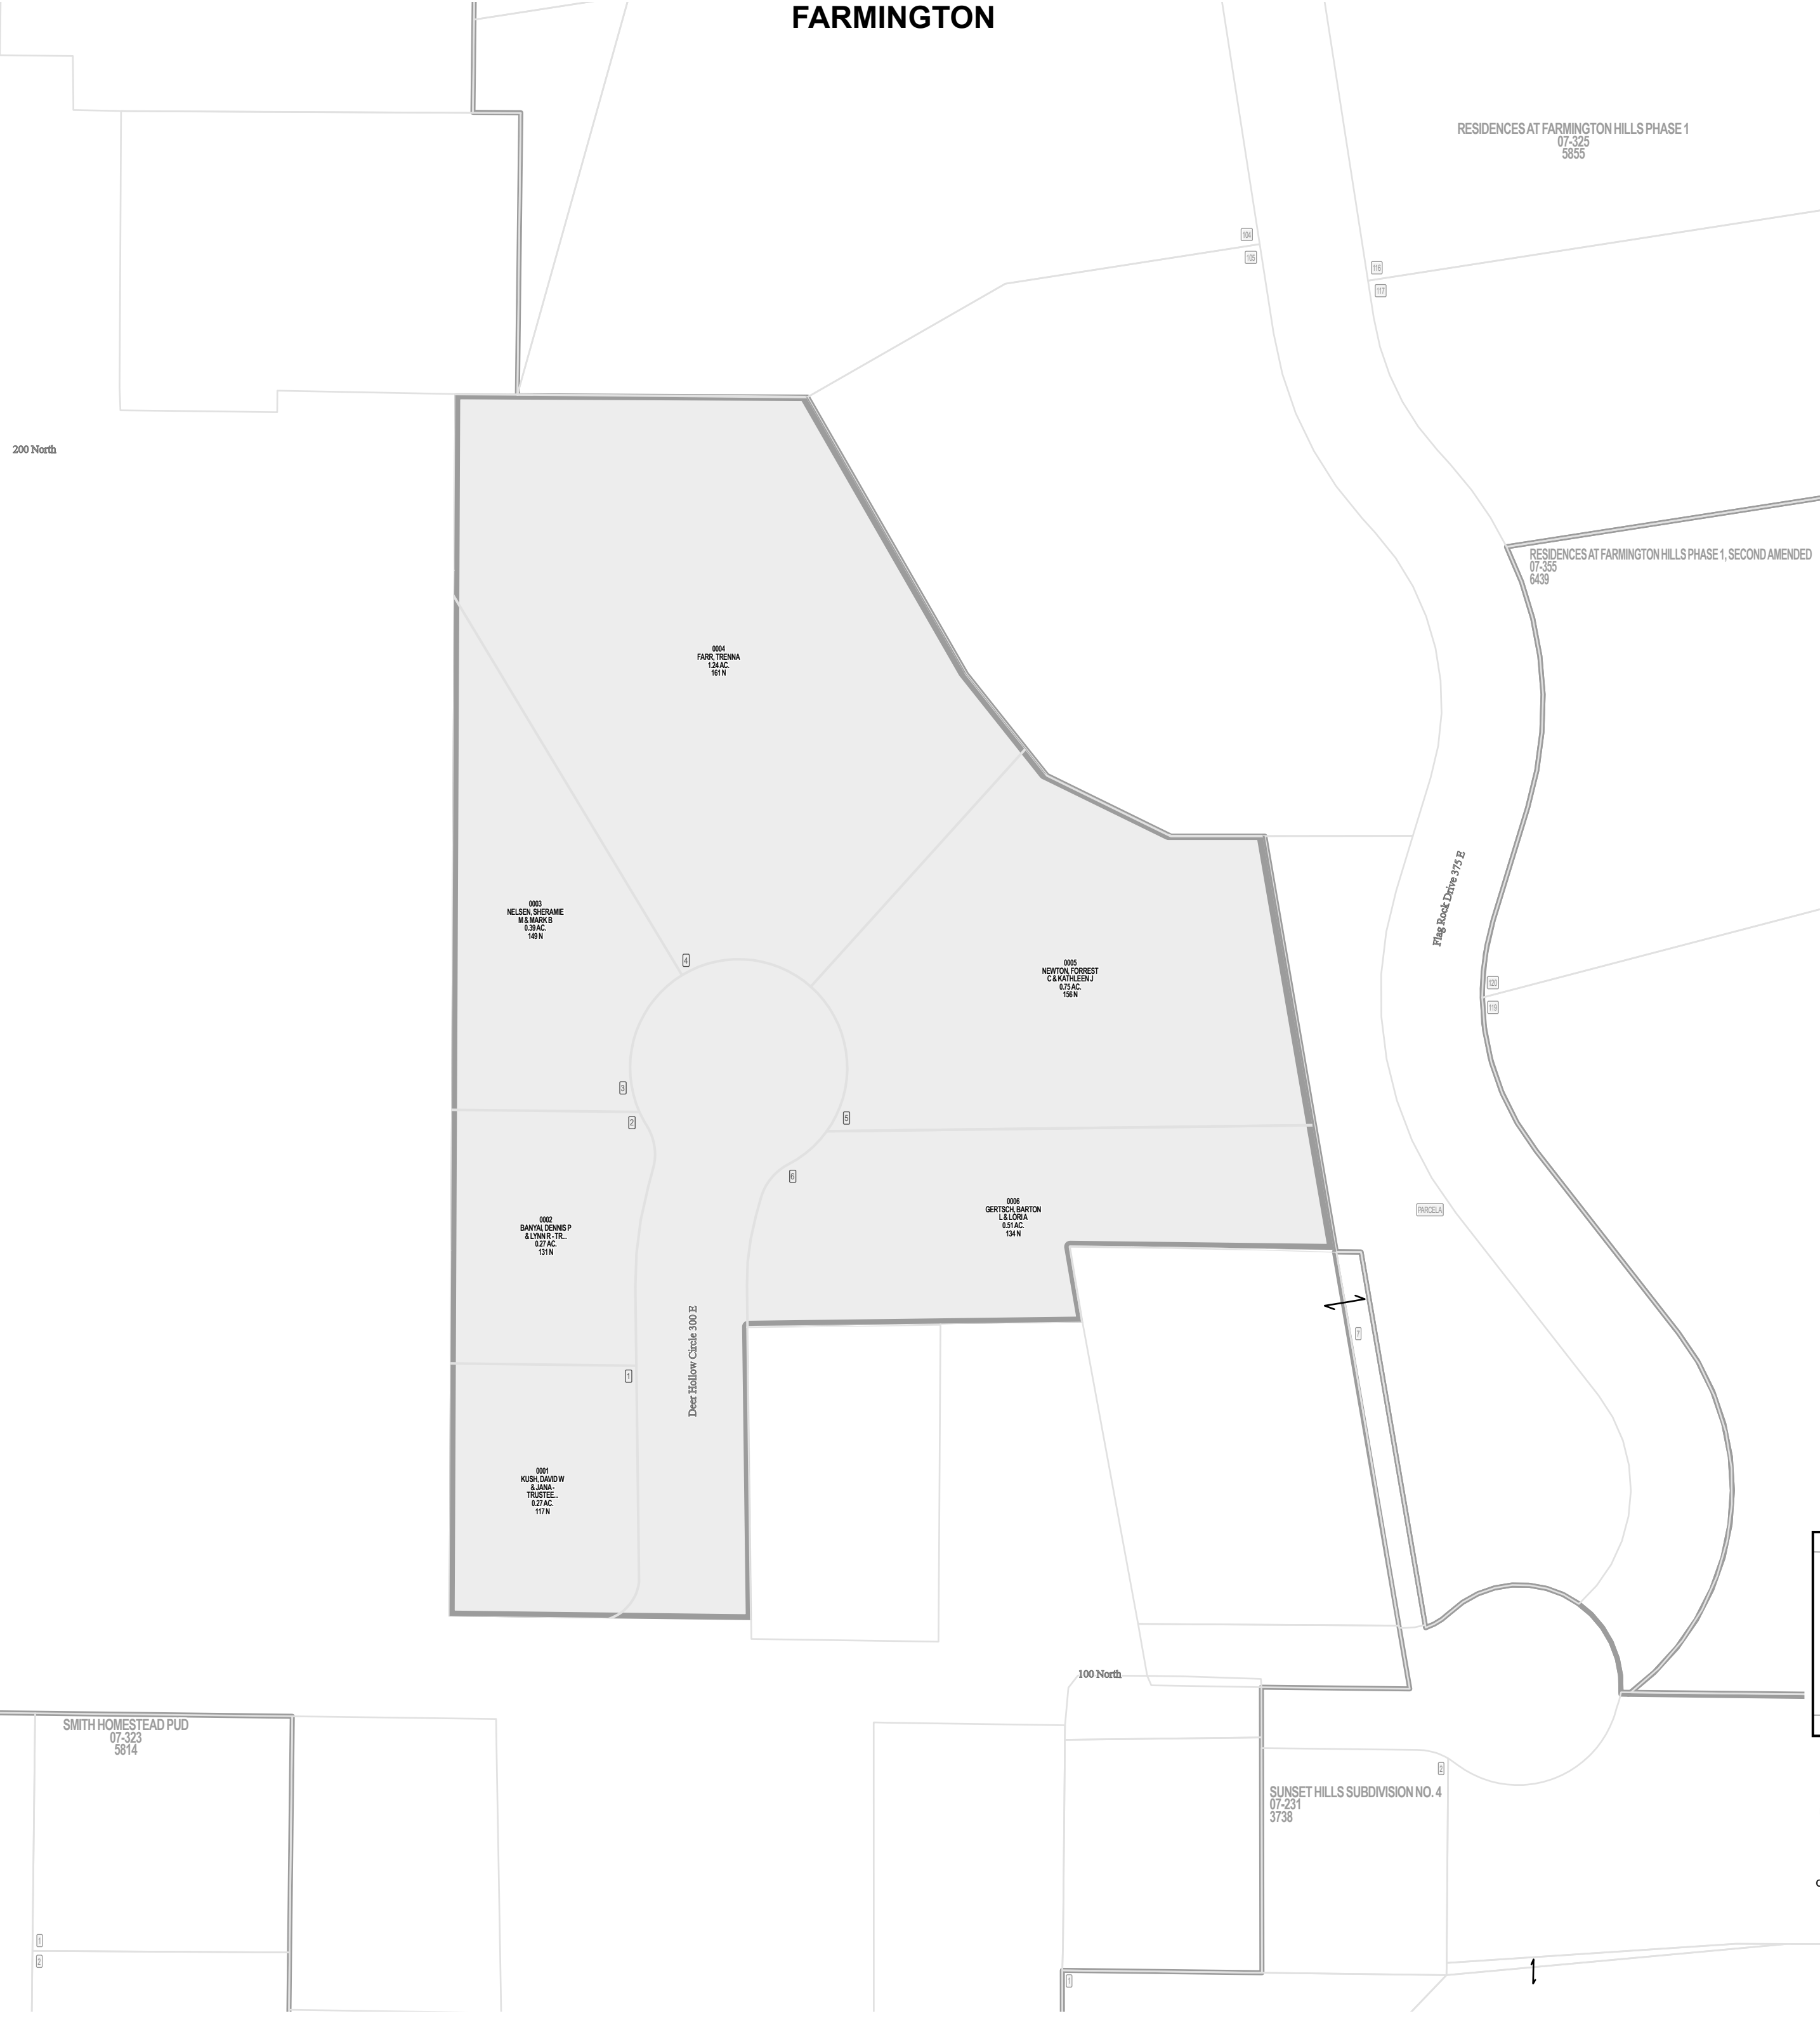 FARMINGTON
RESIDENCES AT FARMINGTON HILLS PHASE 1
07-325
5855
104
105
116
117
200 North
RESIDENCES AT FARMINGTON HILLS PHASE 1, SECOND AMENDED
07-355
6439
0004
FARR, TRENNA
1.24 AC.
161 N
Flag Rock Drive 375 E
0003
NELSEN, SHERAMIE
M & MARK B
0.39 AC.
149 N
4
0005
NEWTON, FORREST
C & KATHLEEN J
0.75 AC.
156 N
120
119
3
2
5
6
0002
BANYAI, DENNIS P
& LYNN R - TR...
0.27 AC.
131 N
0006
GERTSCH, BARTON
L & LORI A
0.51 AC.
134 N
PARCEL A
7
Deer Hollow Circle 300 E
1
0001
KUSH, DAVID W
& JANA -
TRUSTEE...
0.27 AC.
117 N
100 North
SMITH HOMESTEAD PUD
07-323
5814
2
SUNSET HILLS SUBDIVISION NO. 4
07-231
3738
1
2
1